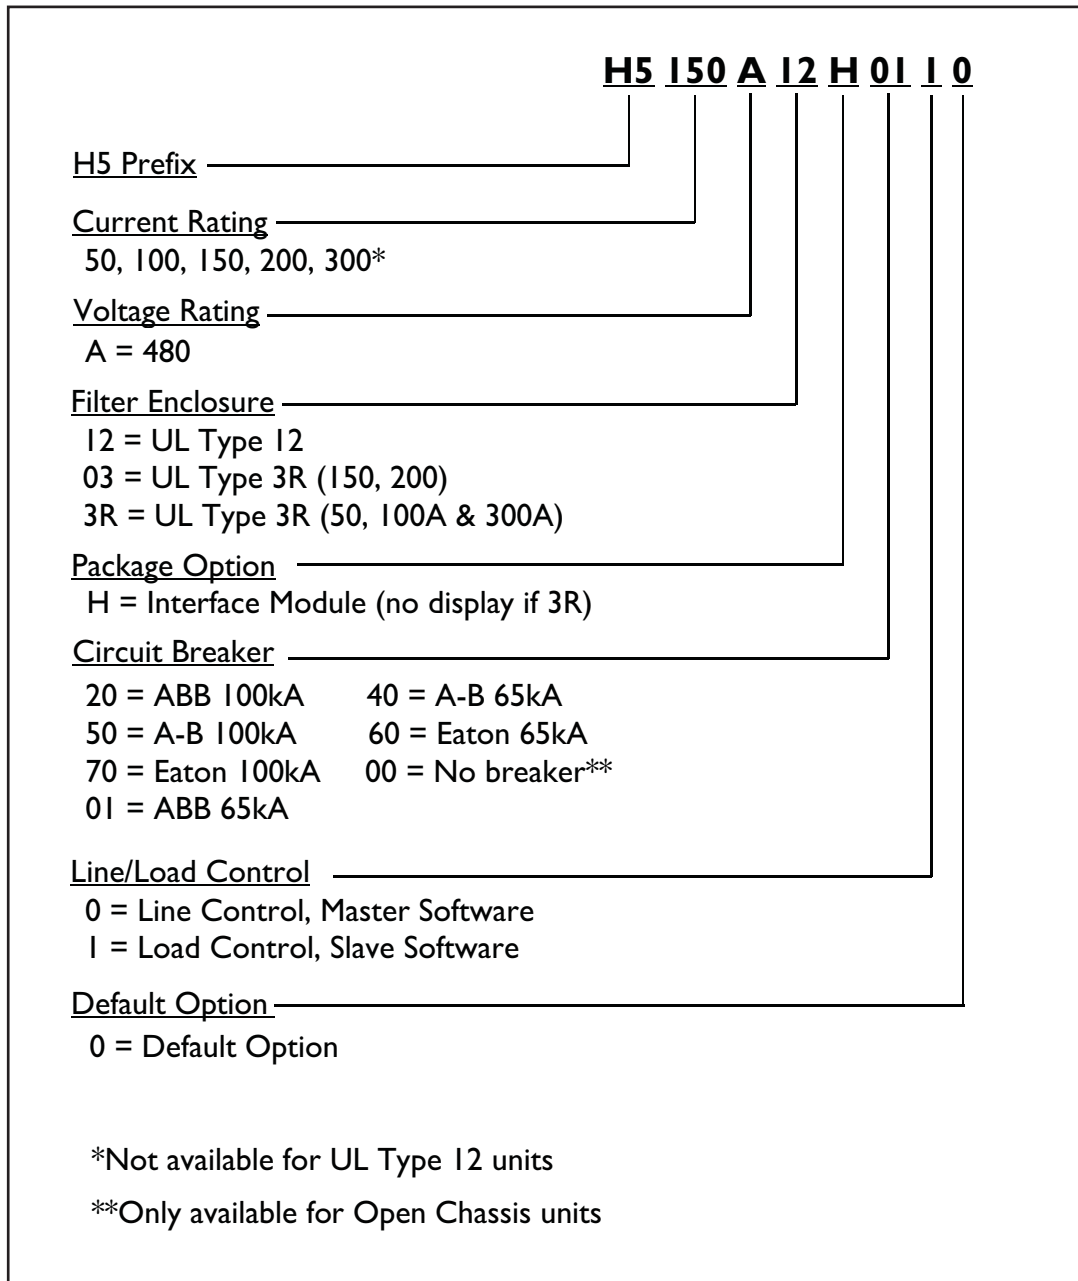 H5 150 A 12 H 01 1 0
H5 Prefix
Current Rating
50, 100, 150, 200, 300*
Voltage Rating
A = 480
Filter Enclosure
12 = UL Type 12
03 = UL Type 3R (150, 200)
3R = UL Type 3R (50, 100A & 300A)
Package Option
H = Interface Module (no display if 3R)
Circuit Breaker
20 = ABB 100kA 40 = A-B 65kA
50 = A-B 100kA 60 = Eaton 65kA
70 = Eaton 100kA 00 = No breaker**
01 = ABB 65kA
Line/Load Control
0 = Line Control, Master Software
1 = Load Control, Slave Software
Default Option
0 = Default Option
*Not available for UL Type 12 units
**Only available for Open Chassis units